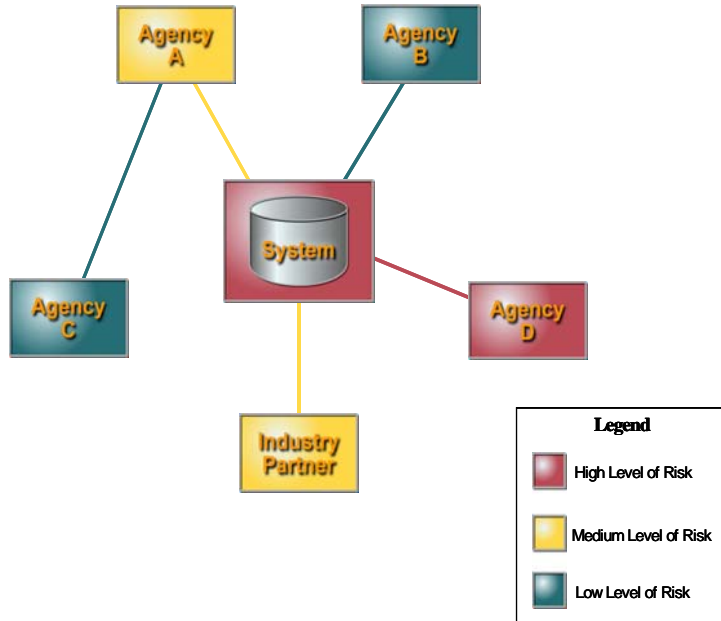 Agency
A
Agency
B
System
Agency
C
Agency
D
Industry
Partner
Legend
High Level of Risk
Medium Level of Risk
Low Level of Risk